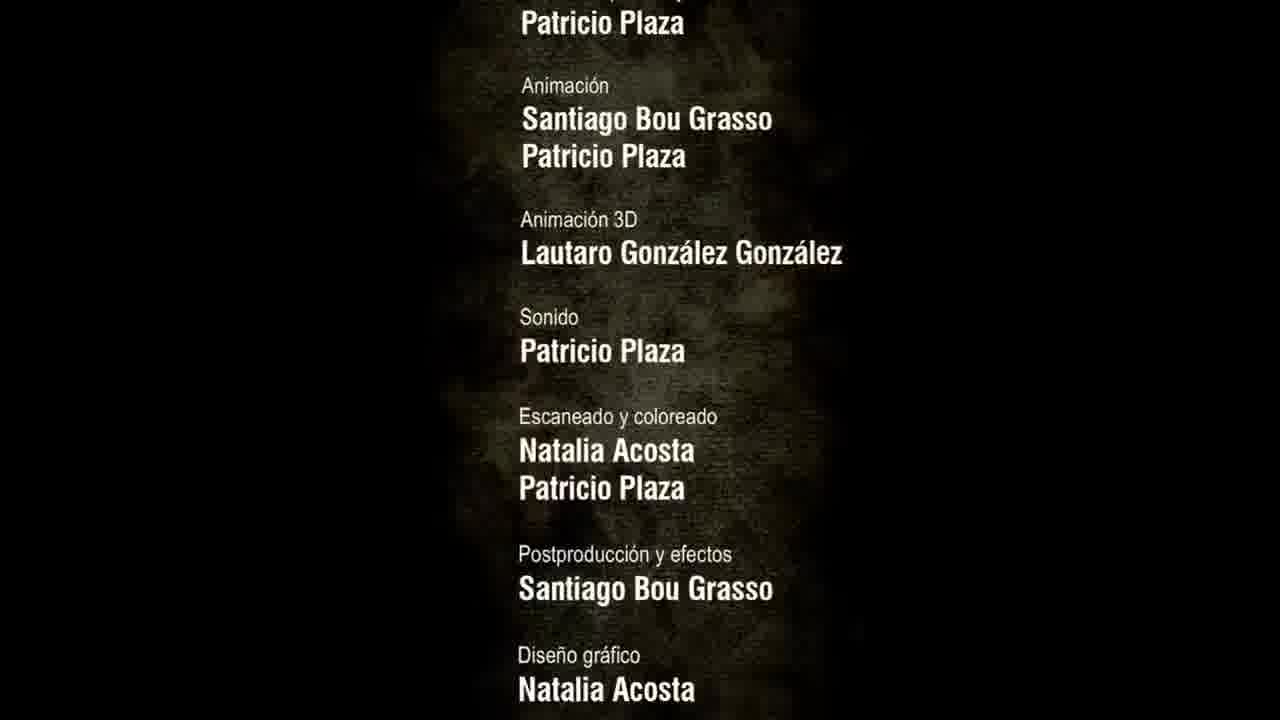 Patricio Plaza
Animación
Santiago Bou Grasso
Patricio Plaza
Animación 3D
Lautaro González González
Sonido
Patricio Plaza
Escaneado y coloreado
Natalia Acosta
Patricio Plaza
Postproducción y efectos
Santiago Bou Grasso
Diseño gráfico
Natalia Acosta